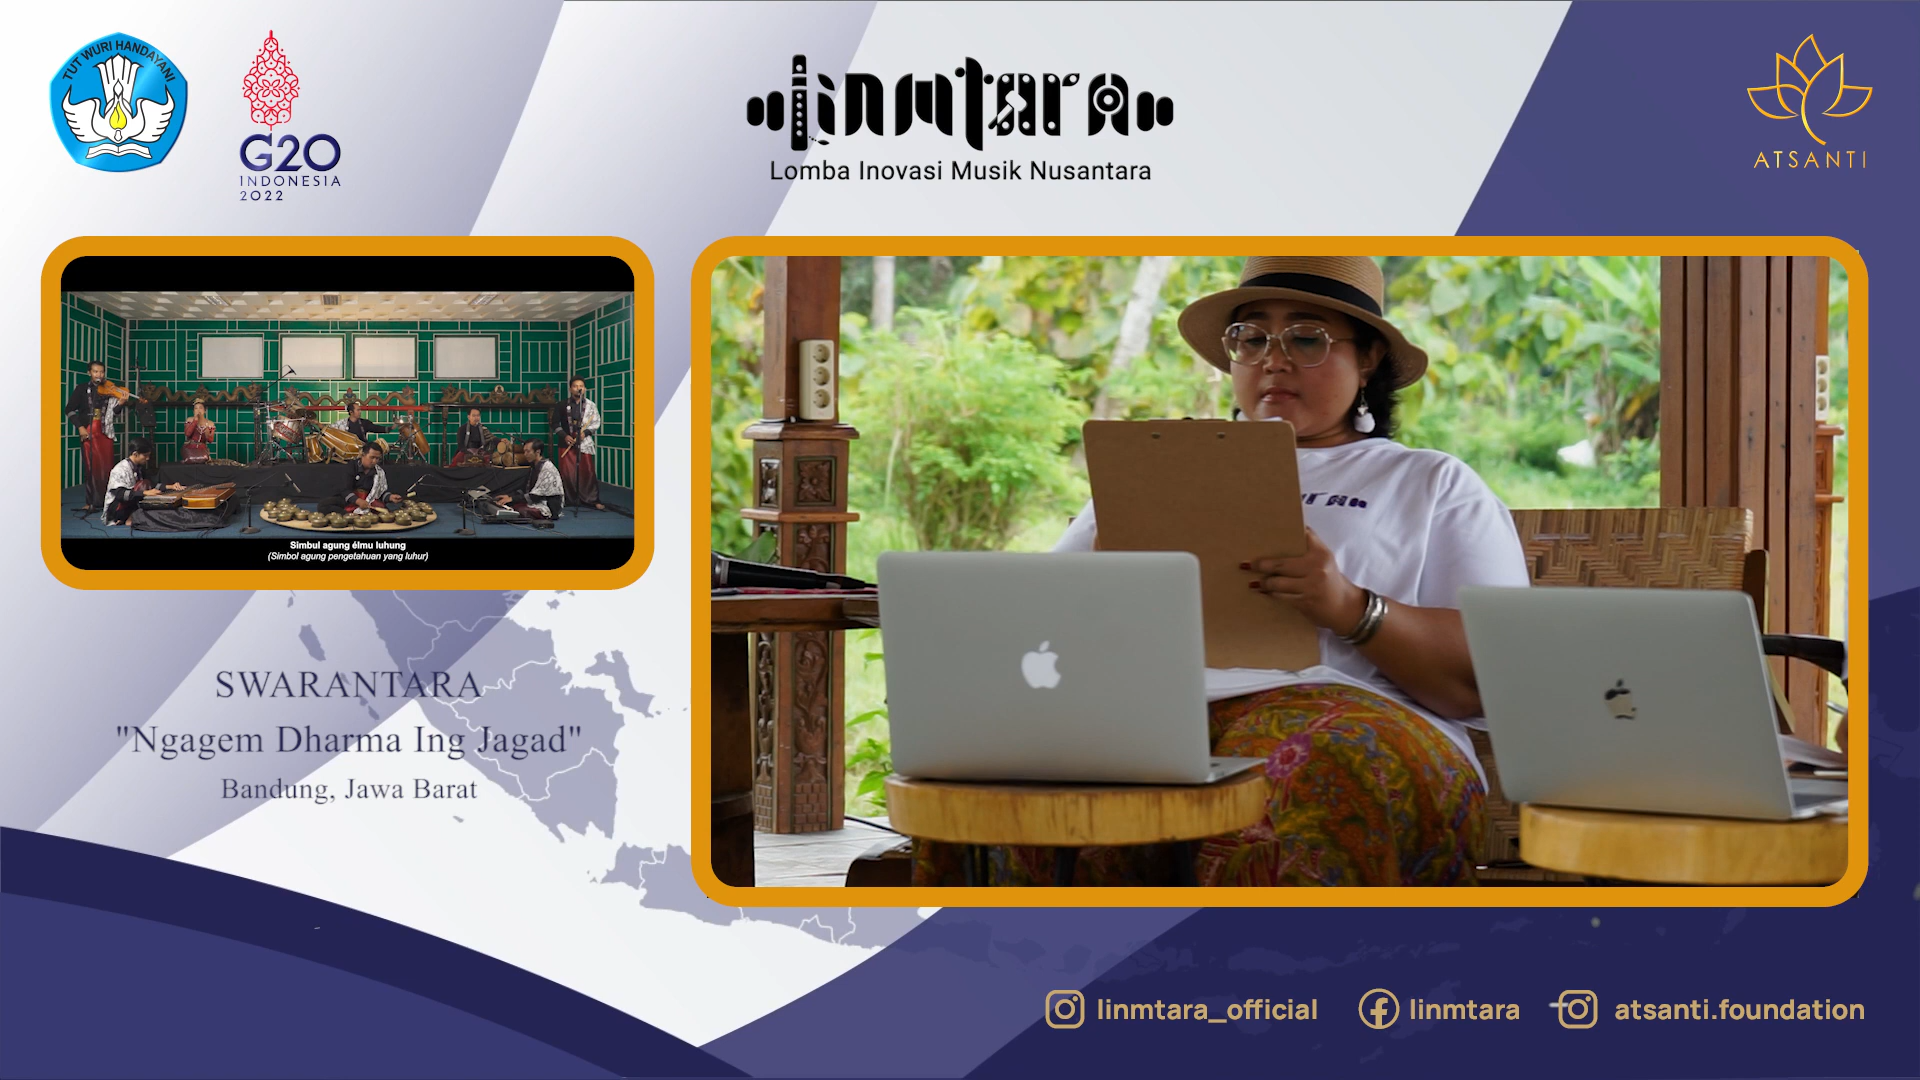 TUT WURI HANDAYANI
G20
INDONESIA
2022
linmtara
Lomba Inovasi Musik Nusantara
ATSANTI
Simbul agung élmu luhung
(Simbol agung pengetahuan yang luhur)
SWARANTARA
"Ngagem Dharma Ing Jagad"
Bandung, Jawa Barat
linmtara_official
linmtara
atsanti.foundation